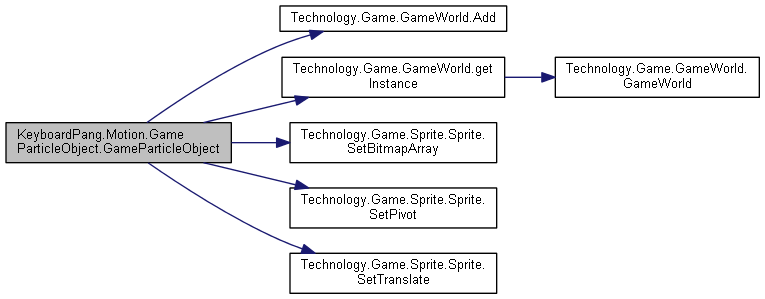 Technology.Game.GameWorld.Add
Technology.Game.GameWorld.get
Instance
Technology.Game.GameWorld.
GameWorld
KeyboardPang.Motion.Game
ParticleObject.GameParticleObject
Technology.Game.Sprite.Sprite.
SetBitmapArray
Technology.Game.Sprite.Sprite.
SetPivot
Technology.Game.Sprite.Sprite.
SetTranslate